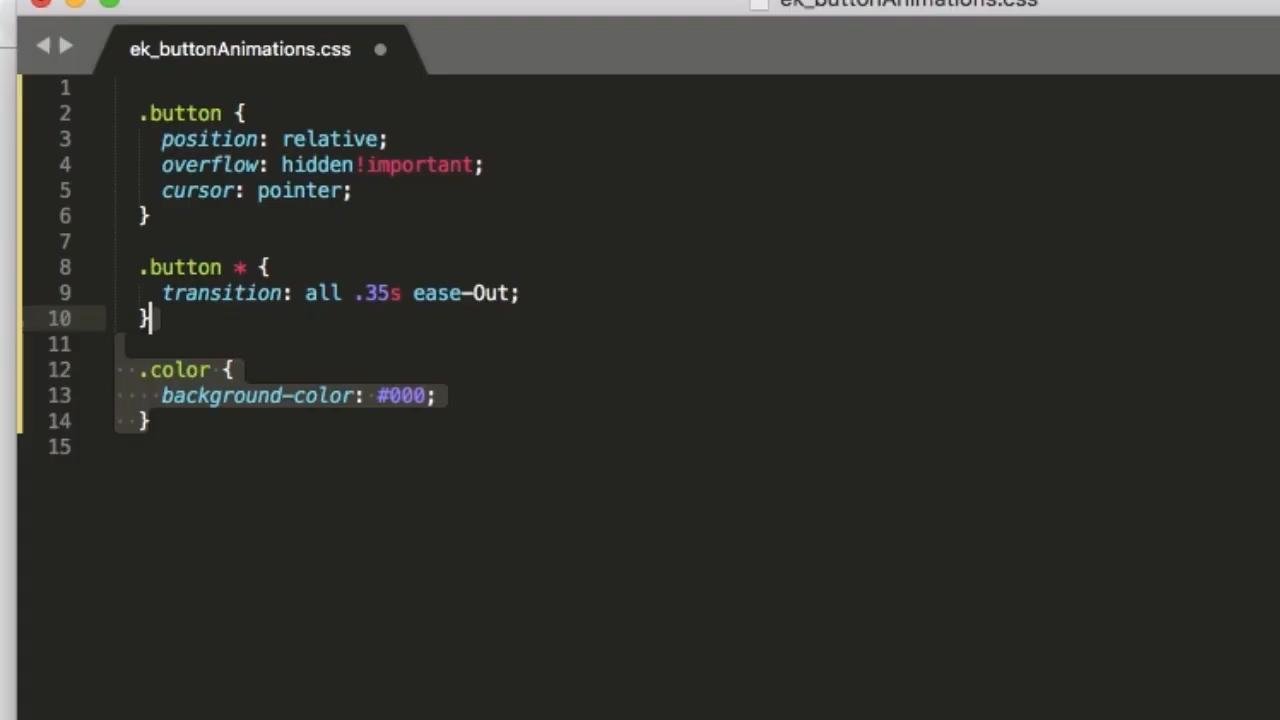 ek_buttonAnimations.css
ek_buttonAnimations.css
1
2 .button {
3 position: relative;
4 overflow: hidden!important;
5 cursor: pointer;
6 }
7
8 .button * {
9 transition: all .35s ease-Out;
10 }
11
12 .color {
13 background-color: #000;
14 }
15